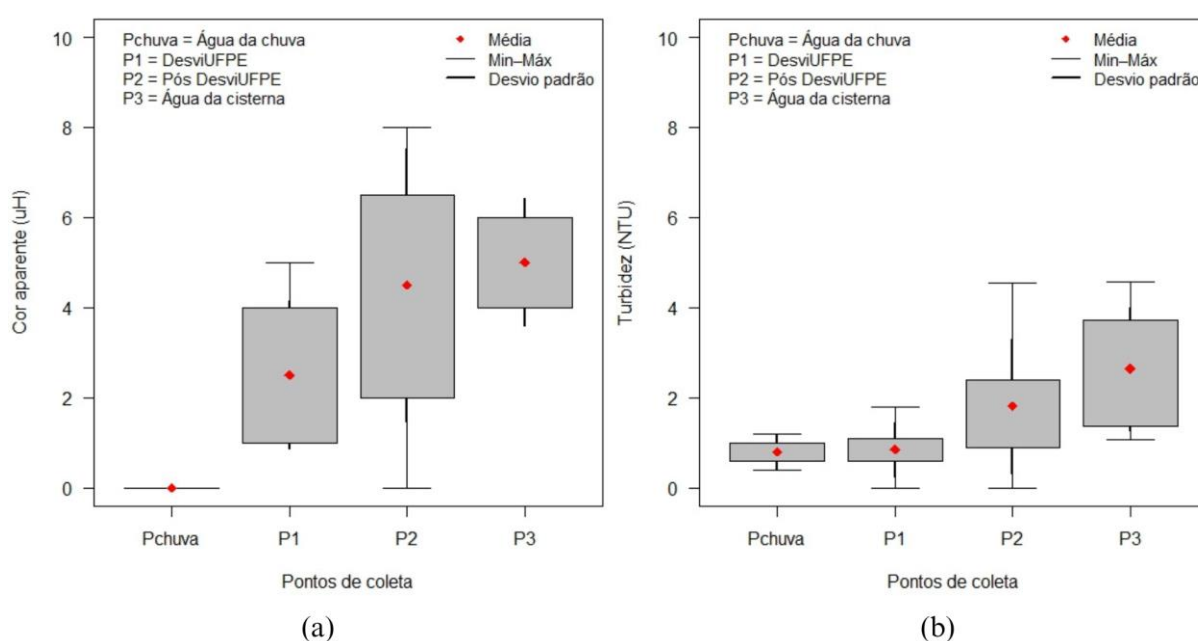 Pchuva = Água da chuva
P1 = DesviUFPE
P2 = Pós DesviUFPE
P3 = Água da cisterna
Média
Min–Máx
Desvio padrão
Cor aparente (uH)
10
8
6
4
2
0
Pchuva P1 P2 P3
Pontos de coleta
(a)
Pchuva = Água da chuva
P1 = DesviUFPE
P2 = Pós DesviUFPE
P3 = Água da cisterna
Média
Min–Máx
Desvio padrão
Turbidez (NTU)
10
8
6
4
2
0
Pchuva P1 P2 P3
Pontos de coleta
(b)